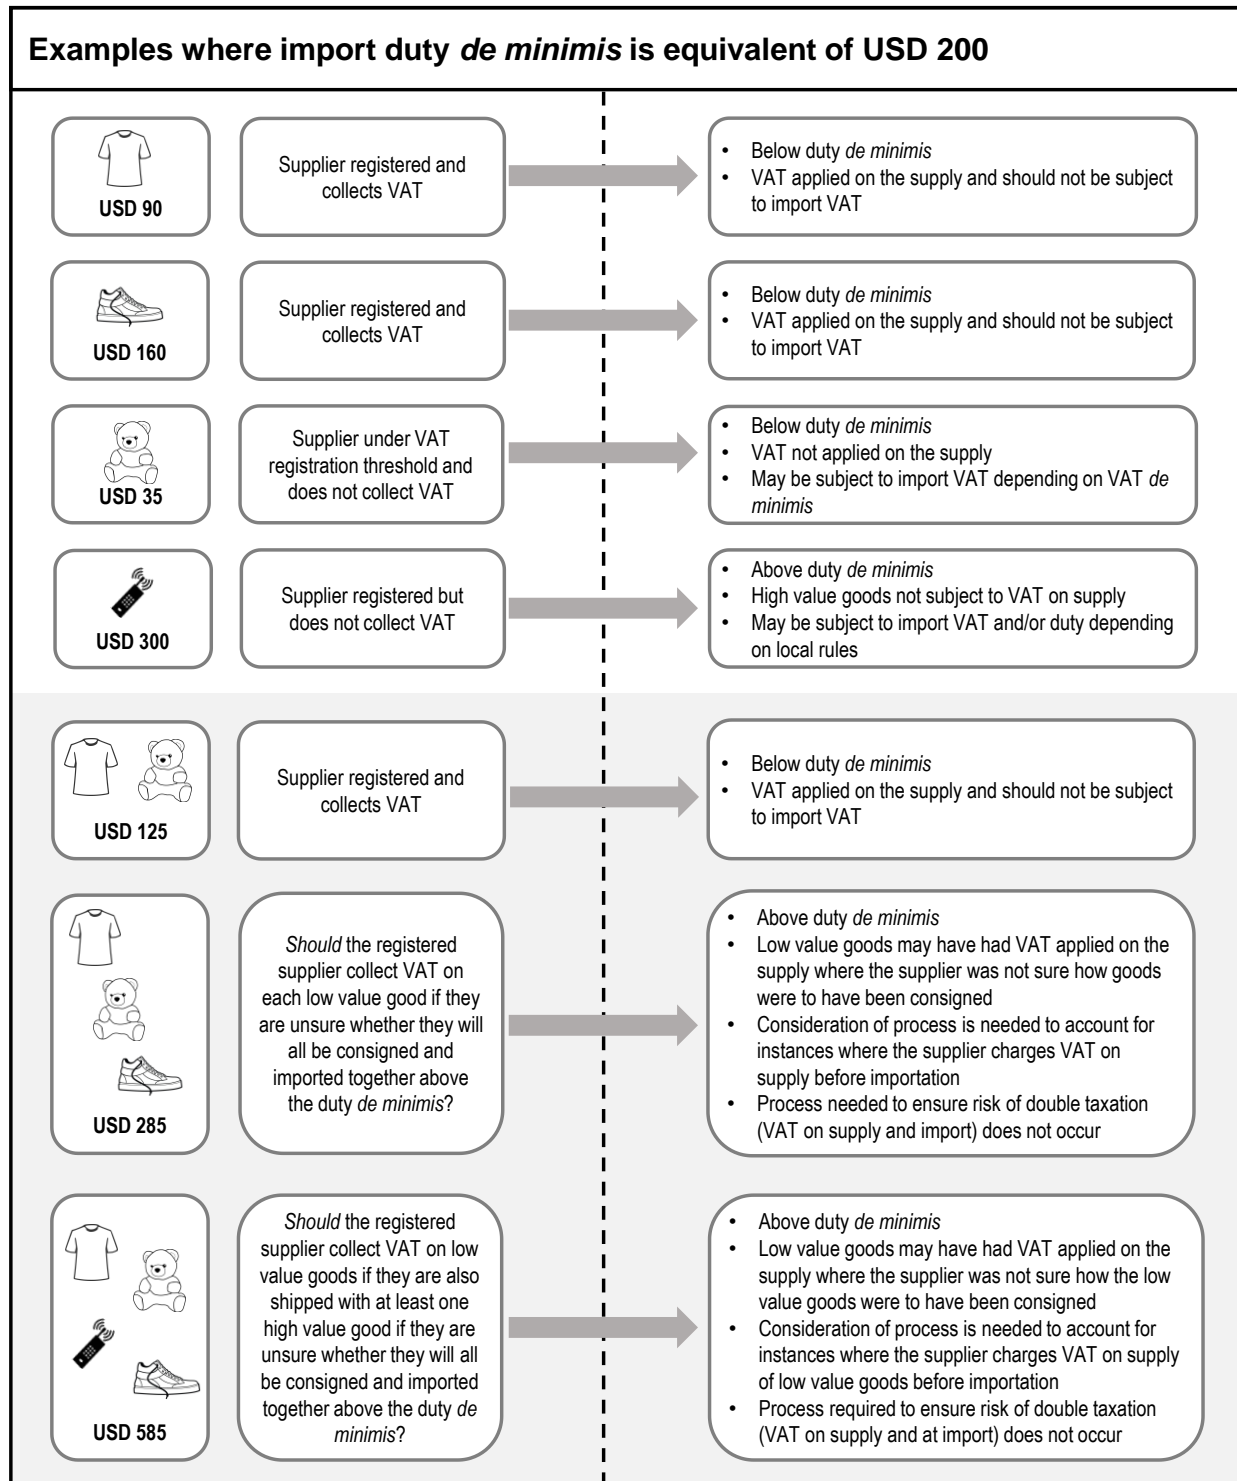 Examples where import duty de minimis is equivalent of USD 200
USD 90
Supplier registered and
collects VAT
• Below duty de minimis
• VAT applied on the supply and should not be subject
to import VAT
USD 160
Supplier registered and
collects VAT
• Below duty de minimis
• VAT applied on the supply and should not be subject
to import VAT
USD 35
Supplier under VAT
registration threshold and
does not collect VAT
• Below duty de minimis
• VAT not applied on the supply
• May be subject to import VAT depending on VAT de
minimis
USD 300
Supplier registered but
does not collect VAT
• Above duty de minimis
• High value goods not subject to VAT on supply
• May be subject to import VAT and/or duty depending
on local rules
USD 125
Supplier registered and
collects VAT
• Below duty de minimis
• VAT applied on the supply and should not be subject
to import VAT
USD 285
Should the registered
supplier collect VAT on
each low value good if they
are unsure whether they will
all be consigned and
imported together above
the duty de minimis?
• Above duty de minimis
• Low value goods may have had VAT applied on the
supply where the supplier was not sure how goods
were to have been consigned
• Consideration of process is needed to account for
instances where the supplier charges VAT on
supply before importation
• Process needed to ensure risk of double taxation
(VAT on supply and import) does not occur
USD 585
Should the registered
supplier collect VAT on low
value goods if they are also
shipped with at least one
high value good if they are
unsure whether they will all
be consigned and imported
together above the duty de
minimis?
• Above duty de minimis
• Low value goods may have had VAT applied on the
supply where the supplier was not sure how the low
value goods were to have been consigned
• Consideration of process is needed to account for
instances where the supplier charges VAT on supply
of low value goods before importation
• Process required to ensure risk of double taxation
(VAT on supply and at import) does not occur